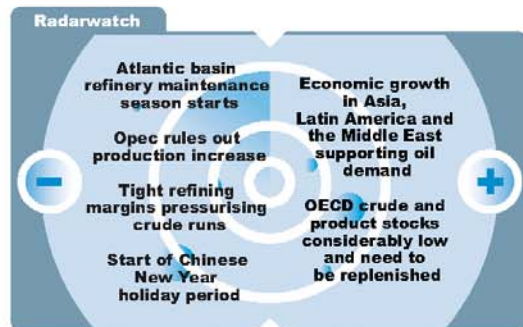 Radarwatch
Atlantic basin
refinery maintenance
season starts
Opec rules out
production increase
Tight refining
margins pressurising
crude runs
Start of Chinese
New Year
holiday period
Economic growth
in Asia,
Latin America and
the Middle East
supporting oil
demand
OECD crude and
product stocks
considerably low
and need to
be replenished
-
+